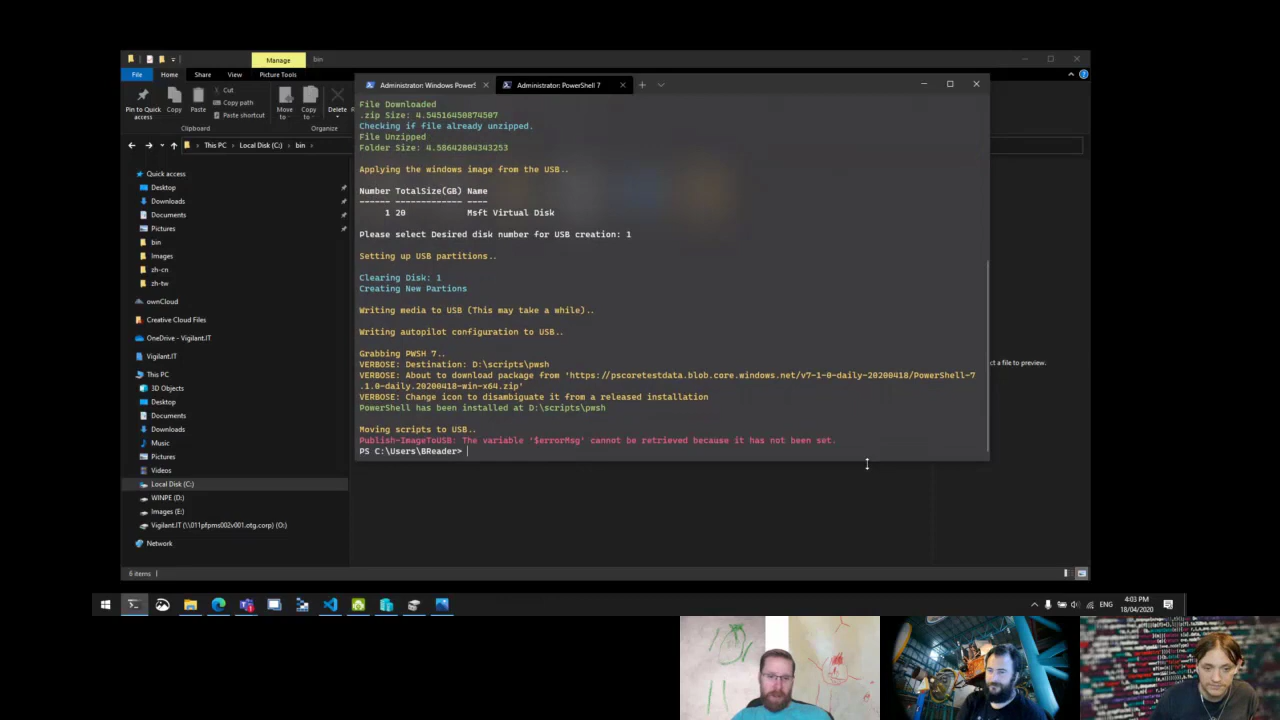 Manage
bin
File
Home
Share
View
Picture Tools
Pin to Quick access
Copy
Paste
Cut
Copy path
Paste shortcut
Clipboard
Move to
Copy to
Delete
Organize
This PC
Local Disk (C:)
bin
Quick access
Desktop
Downloads
Documents
Pictures
bin
Images
zh-cn
zh-tw
ownCloud
Creative Cloud Files
OneDrive - Vigilant.IT
Vigilant.IT
This PC
3D Objects
Desktop
Documents
Downloads
Music
Pictures
Videos
Local Disk (C:)
WINPE (D:)
Images (E:)
Vigilant.IT (\\011pfpms002v001.otg.corp) (O:)
Network
6 items
ct a file to preview.
Administrator: Windows PowerS
Administrator: PowerShell 7
File Downloaded
.zip Size: 4.54516450874507
Checking if file already unzipped.
File Unzipped
Folder Size: 4.58642804343253
Applying the windows image from the USB..
Number TotalSize(GB) Name
------ ------------- ----
1 20 Msft Virtual Disk
Please select Desired disk number for USB creation: 1
Setting up USB partitions..
Clearing Disk: 1
Creating New Partions
Writing media to USB (This may take a while)..
Writing autopilot configuration to USB..
Grabbing PWSH 7..
VERBOSE: Destination: D:\scripts\pwsh
VERBOSE: About to download package from 'https://pscoretestdata.blob.core.windows.net/v7-1-0-daily-20200418/PowerShell-7
.1.0-daily.20200418-win-x64.zip'
VERBOSE: Change icon to disambiguate it from a released installation
PowerShell has been installed at D:\scripts\pwsh
Moving scripts to USB..
Publish-ImageToUSB: The variable '$errorMsg' cannot be retrieved because it has not been set.
PS C:\Users\BReader>
ENG
4:03 PM
18/04/2020